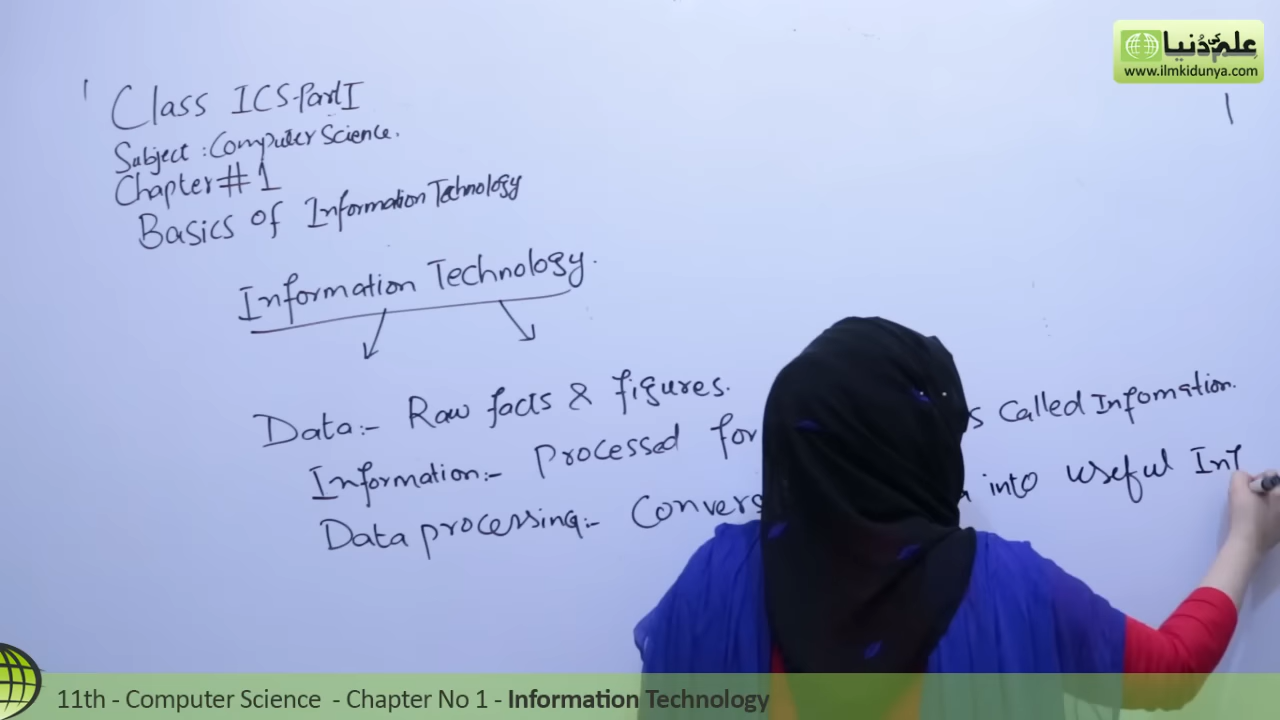 علم کی دُنیا
www.ilmkidunya.com
Class ICS-Part I
Subject : Computer Science.
Chapter # 1
Basics of Information Technology
Information Technology.
Data:- Raw facts & figures.
Information:- Processed for s Called Infomation.
Data processing:- Convers into useful Inf
11th - Computer Science - Chapter No 1 - Information Technology